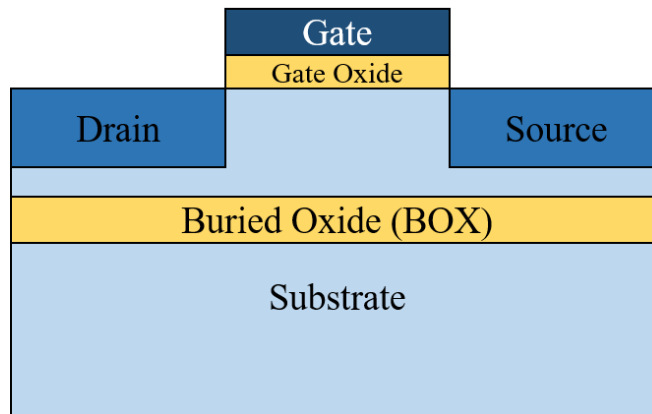 Gate
Gate Oxide
Drain
Source
Buried Oxide (BOX)
Substrate